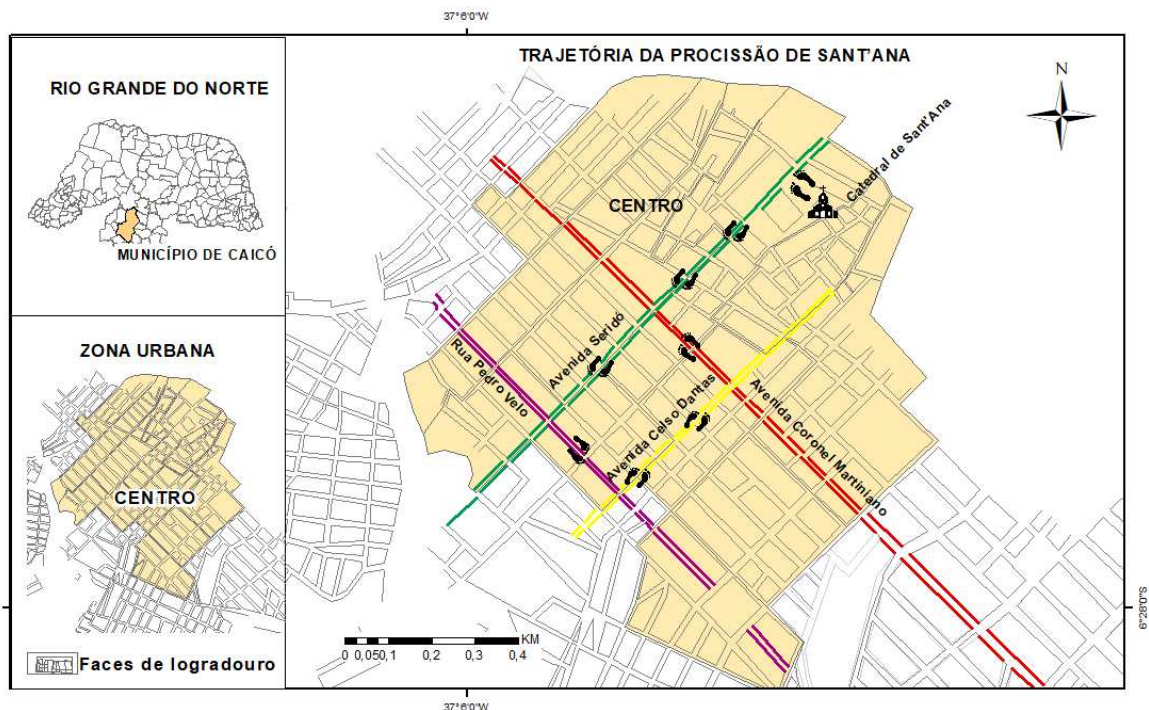 37°6'0"W
TRAJETÓRIA DA PROCISSÃO DE SANT'ANA
RIO GRANDE DO NORTE
MUNICÍPIO DE CAICÓ
ZONA URBANA
CENTRO
Faces de logradouro
N
Catedral de Sant'Ana
CENTRO
Avenida Seridó
Rua Pedro Velo
Avenida Celso Dantas
Avenida Coronel Martiniano
KM
0 0,050,1 0,2 0,3 0,4
6°28'0"S
37°6'0"W